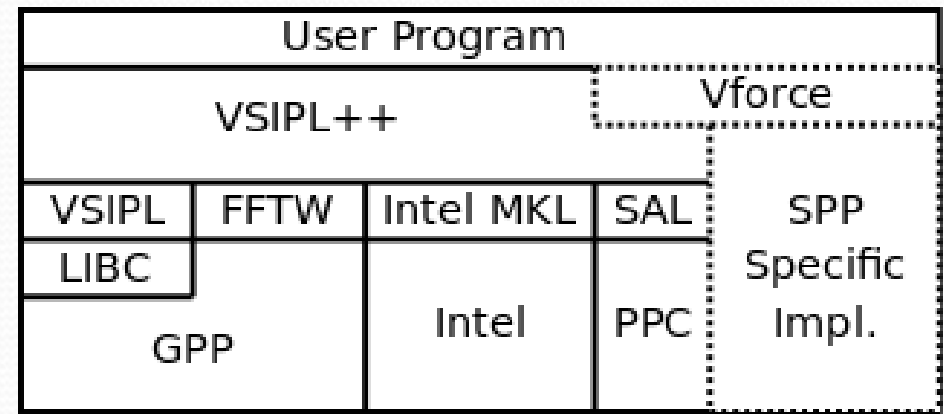 User Program
Vforce
VSIPL++
VSIPL FFTW Intel MKL SAL SPP
LIBC Specific
Intel PPC Impl.
GPP